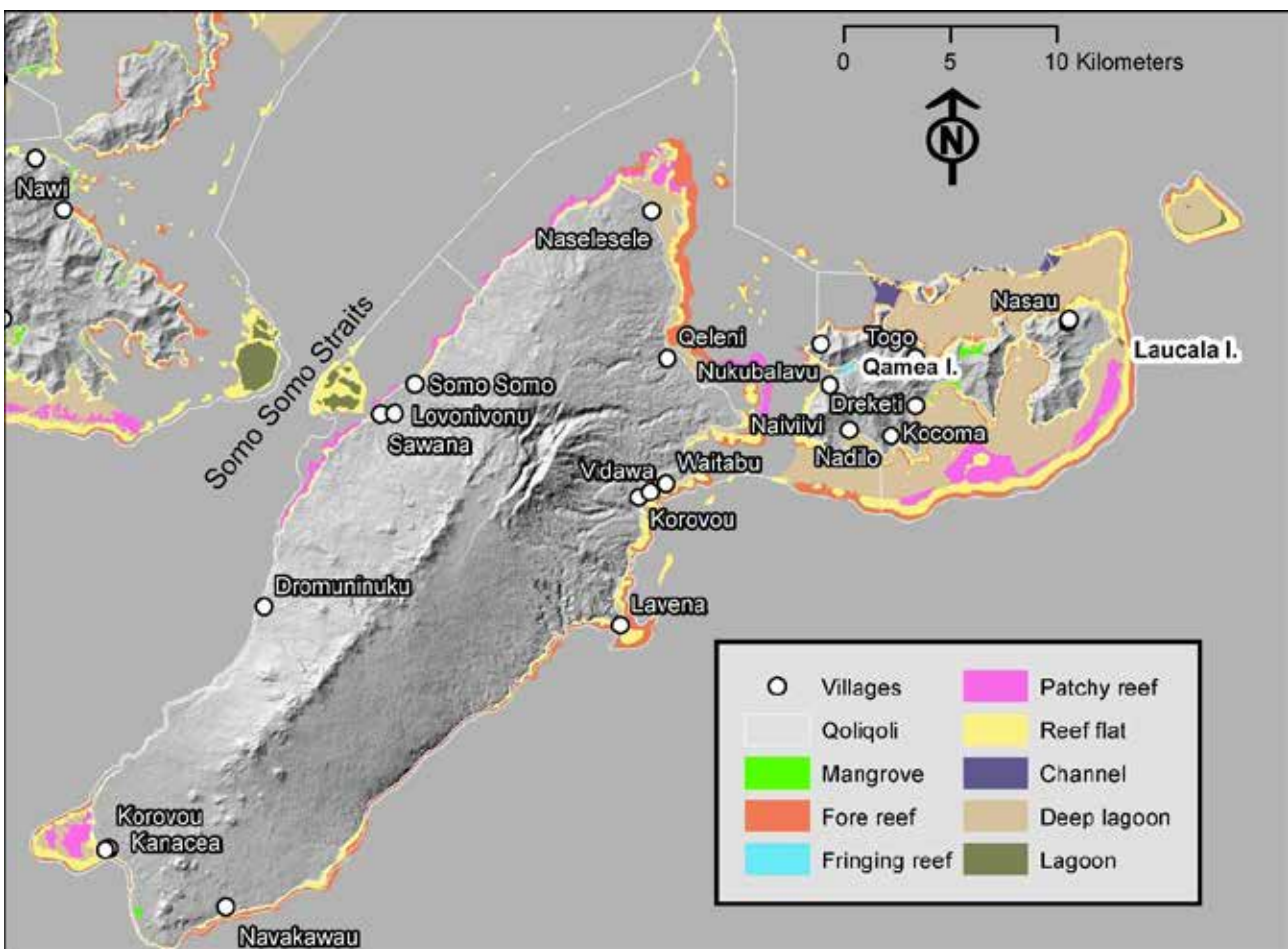 0 5 10 Kilometers
N
Nawi
Naselesele
Somo Somo Straits
Nasau
Qeleni
Togo
Laucala I.
Qamea I.
Nukubalavu
Somo Somo
Drekeii
Lovonivonu
Naiviivi
Kocoma
Sawana
Nadilo
Vidawa
Waitabu
Korovou
Dromuninuku
Lavena
Korovou
Kanacea
Navakawau
Villages
Qoliqoli
Mangrove
Fore reef
Fringing reef
Patchy reef
Reef flat
Channel
Deep lagoon
Lagoon